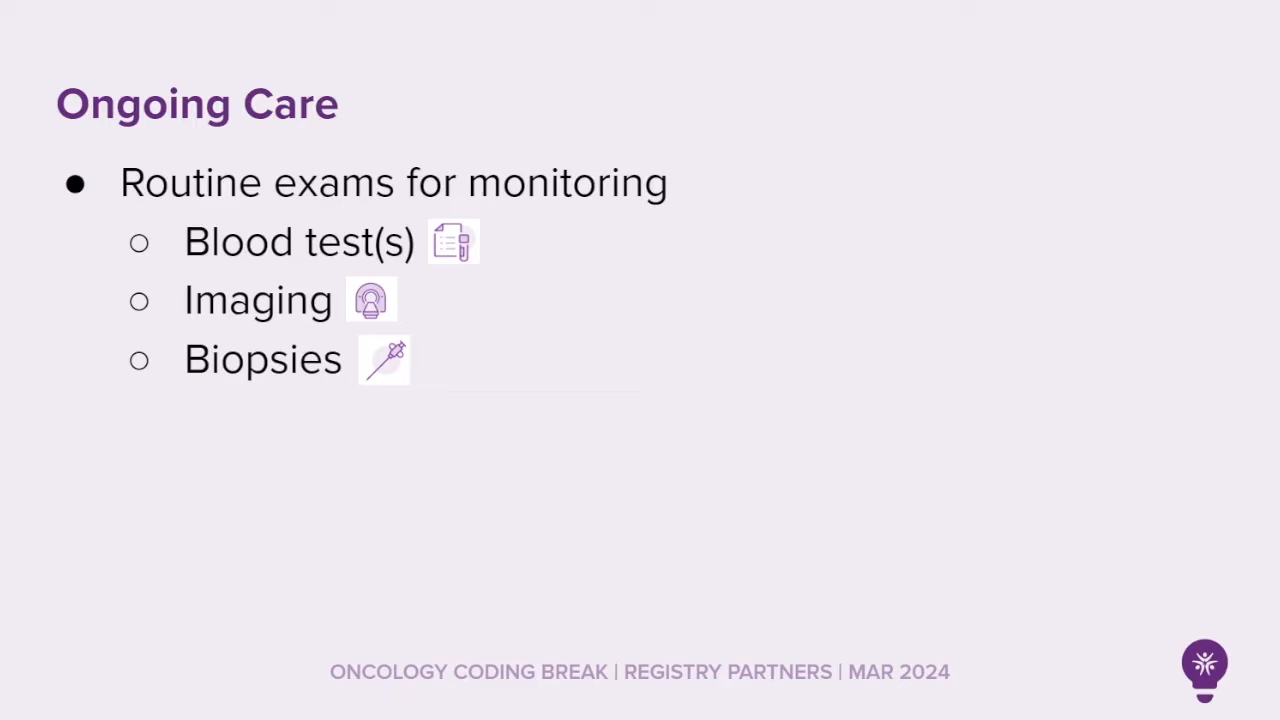 Ongoing Care
● Routine exams for monitoring
○ Blood test(s)
○ Imaging
○ Biopsies
ONCOLOGY CODING BREAK | REGISTRY PARTNERS | MAR 2024